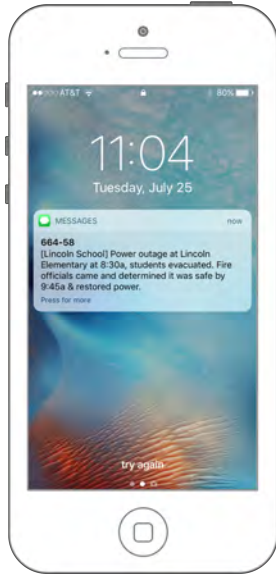 AT&T 80%
11:04
Tuesday, July 25
MESSAGES now
664-58
[Lincoln School] Power outage at Lincoln
Elementary at 8:30a, students evacuated. Fire
officials came and determined it was safe by
9:45a & restored power.
Press for more
try again